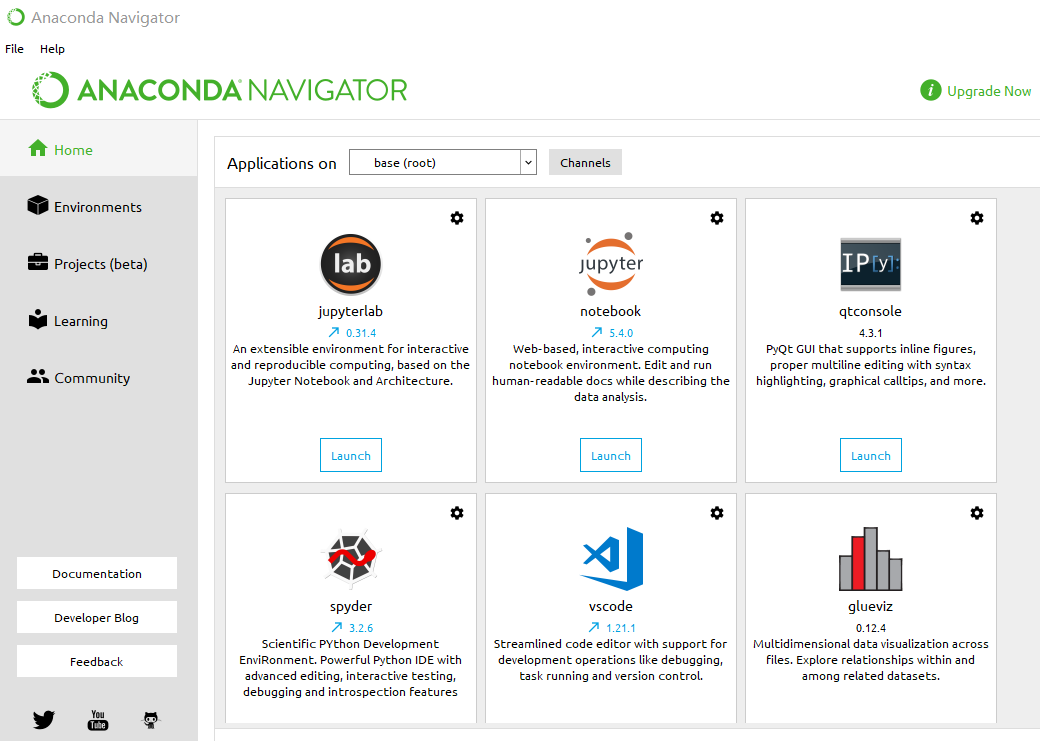 Anaconda Navigator
File Help
ANACONDA NAVIGATOR
i Upgrade Now
Home
Environments
Projects (beta)
Learning
Community
Documentation
Developer Blog
Feedback
You
Tube
Applications on base (root) Channels
lab
jupyterlab
0.31.4
An extensible environment for interactive
and reproducible computing, based on the
Jupyter Notebook and Architecture.
Launch
jupyter
notebook
5.4.0
Web-based, interactive computing
notebook environment. Edit and run
human-readable docs while describing the
data analysis.
Launch
IP[y]:
qtconsole
4.3.1
PyQt GUI that supports inline figures,
proper multiline editing with syntax
highlighting, graphical calltips, and more.
Launch
spyder
3.2.6
Scientific PYthon Development
EnviRonment. Powerful Python IDE with
advanced editing, interactive testing,
debugging and introspection features
vscode
1.21.1
Streamlined code editor with support for
development operations like debugging,
task running and version control.
glueviz
0.12.4
Multidimensional data visualization across
files. Explore relationships within and
among related datasets.